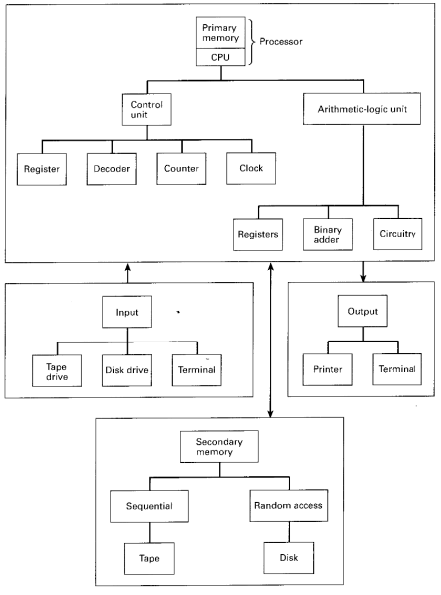 Primary
memory
CPU
Processor
Control
unit
Arithmetic-logic unit
Register
Decoder
Counter
Clock
Registers
Binary
adder
Circuitry
Input
Tape
drive
Disk drive
Terminal
Output
Printer
Terminal
Secondary
memory
Sequential
Random access
Tape
Disk